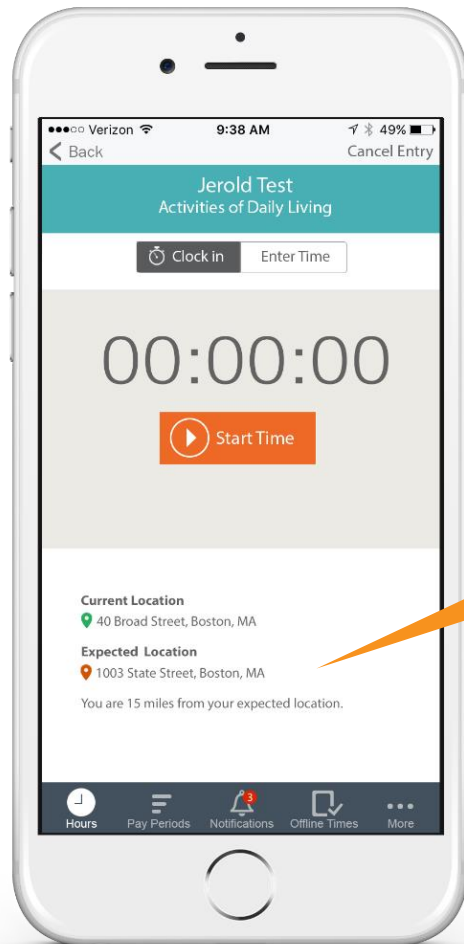 Verizon 9:38 AM 49%
Back Cancel Entry
Jerold Test
Activities of Daily Living
Clock in Enter Time
00:00:00
Start Time
Current Location
40 Broad Street, Boston, MA
Expected Location
1003 State Street, Boston, MA
You are 15 miles from your expected location.
3
Hours Pay Periods Notifications Offline Times More